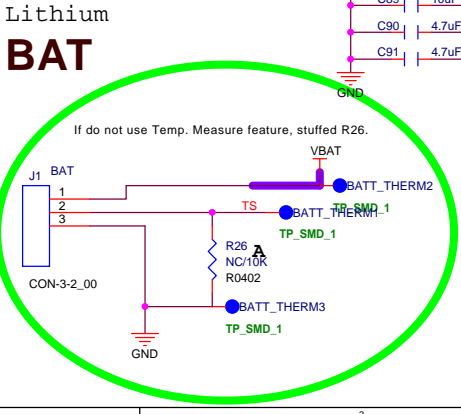 Lithium
BAT
C90
4.7uF
C91
4.7uF
GND
If do not use Temp. Measure feature, stuffed R26.
VBAT
J1
BAT
1
2
3
TS
BATT_THERM2
TP_SMD_1
BATT_THERM1
TP_SMD_1
R26
A
NC/10K
R0402
CON-3-2_00
BATT_THERM3
TP_SMD_1
GND